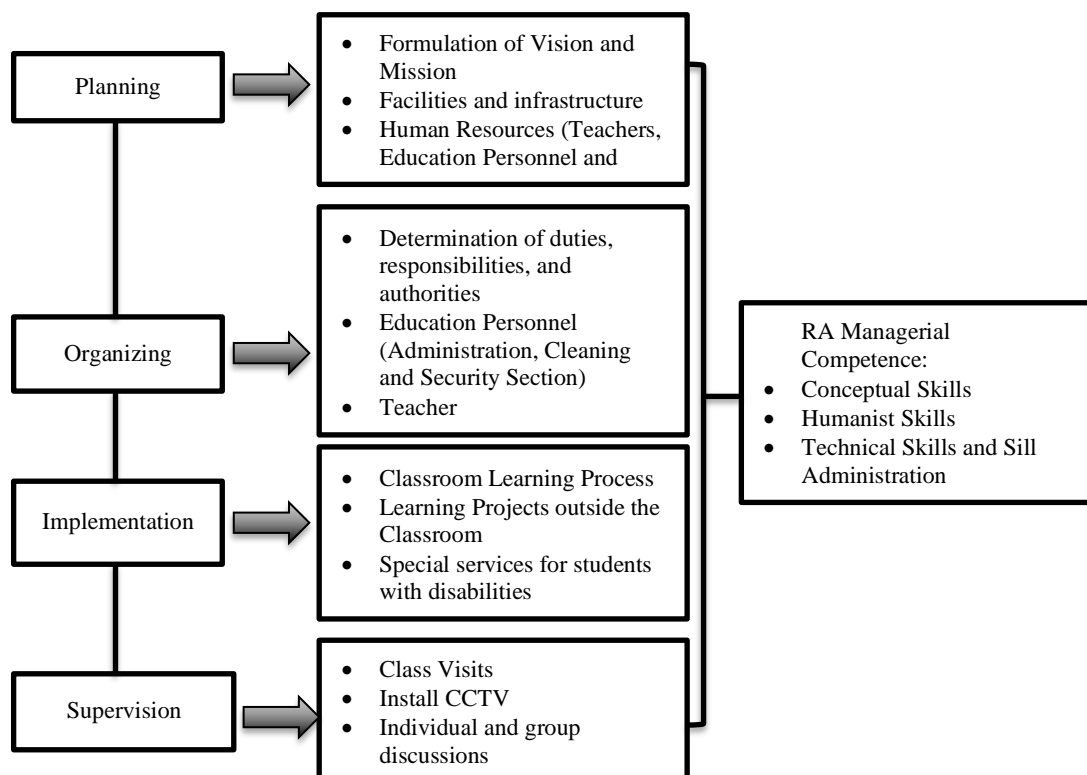 Planning
• Formulation of Vision and
Mission
• Facilities and infrastructure
• Human Resources (Teachers,
Education Personnel and
Organizing
• Determination of duties,
responsibilities, and
authorities
• Education Personnel
(Administration, Cleaning
and Security Section)
• Teacher
Implementation
• Classroom Learning Process
• Learning Projects outside the
Classroom
• Special services for students
with disabilities
Supervision
• Class Visits
• Install CCTV
• Individual and group
discussions
RA Managerial
Competence:
• Conceptual Skills
• Humanist Skills
• Technical Skills and Sill
Administration